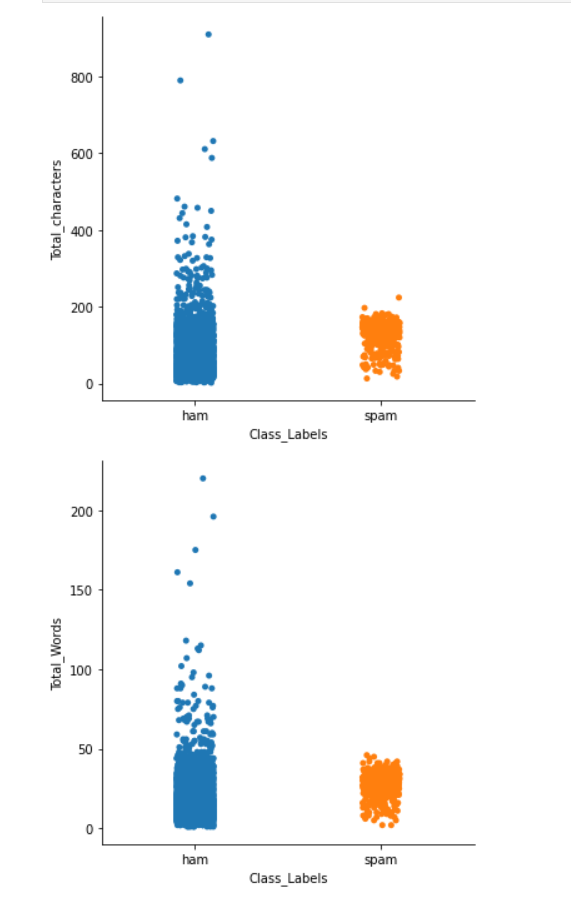 800
600
Total_characters
400
200
0
ham spam
Class_Labels
200
150
Total_Words
100
50
0
ham spam
Class_Labels